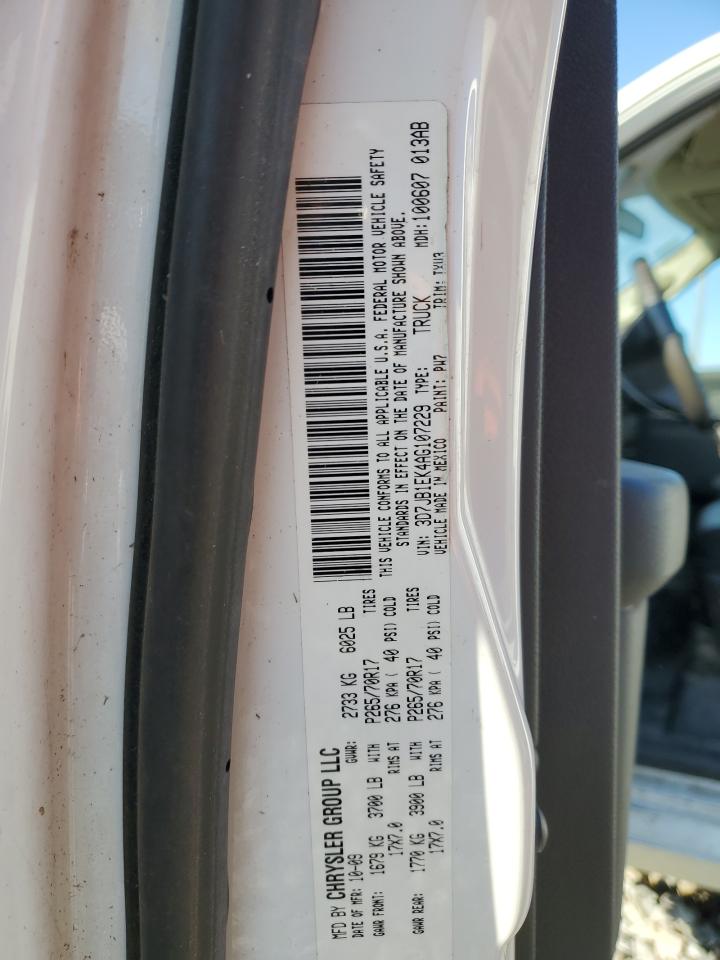 MFD BY CHRYSLER GROUP LLC
DATE OF MFR: 10-09 GVWR: 2733 KG 6025 LB
GAWR FRONT: 1679 KG 3700 LB WITH P265/70R17 TIRES
17X7.0 RIMS AT 276 KPA ( 40 PSI) COLD
GAWR REAR: 1770 KG 3900 LB WITH P265/70R17 TIRES
17X7.0 RIMS AT 276 KPA ( 40 PSI) COLD
THIS VEHICLE CONFORMS TO ALL APPLICABLE U.S.A. FEDERAL MOTOR VEHICLE SAFETY
STANDARDS IN EFFECT ON THE DATE OF MANUFACTURE SHOWN ABOVE.
VIN: 3D7JB1EK4AG107229 TYPE: TRUCK MDH: 100607 013AB
VEHICLE MADE IN MEXICO PAINT: PW7 TRIM: TXU3